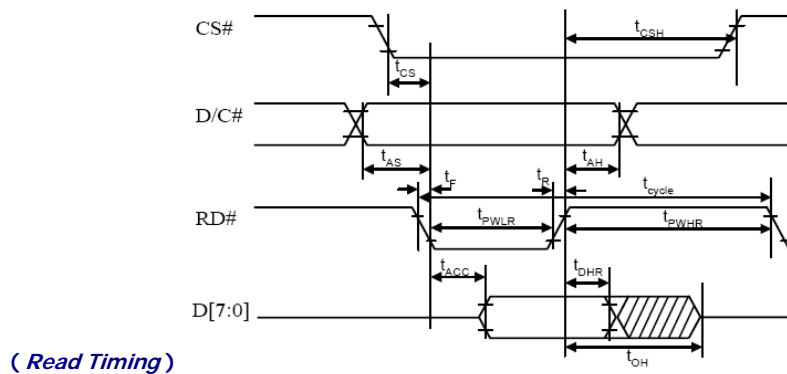 CS#
tCSH
tCS
D/C#
tAS
tAH
tF
tR
tcycle
RD#
tPWLR
tPWHR
tACC
tDHR
D[7:0]
tOH
( Read Timing )